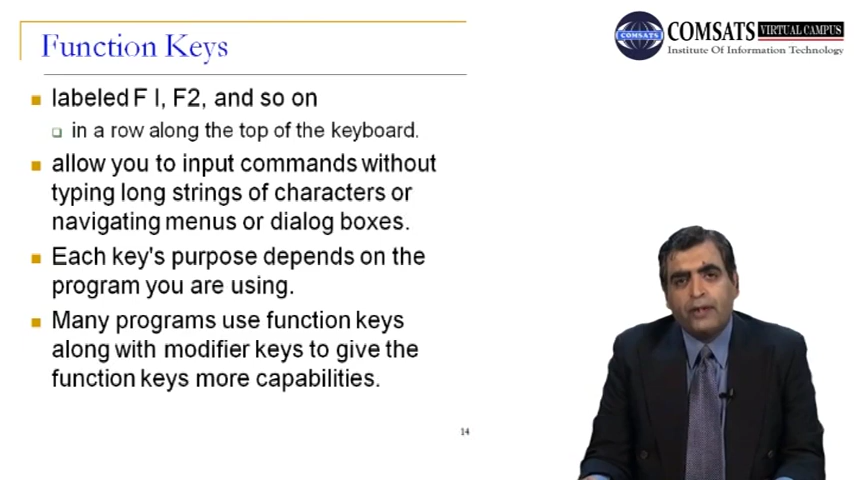 Function Keys
COMSATS VIRTUAL CAMPUS
Institute Of Information Technology
COMSATS
labeled F l, F2, and so on
in a row along the top of the keyboard.
allow you to input commands without
typing long strings of characters or
navigating menus or dialog boxes.
Each key's purpose depends on the
program you are using.
Many programs use function keys
along with modifier keys to give the
function keys more capabilities.
14